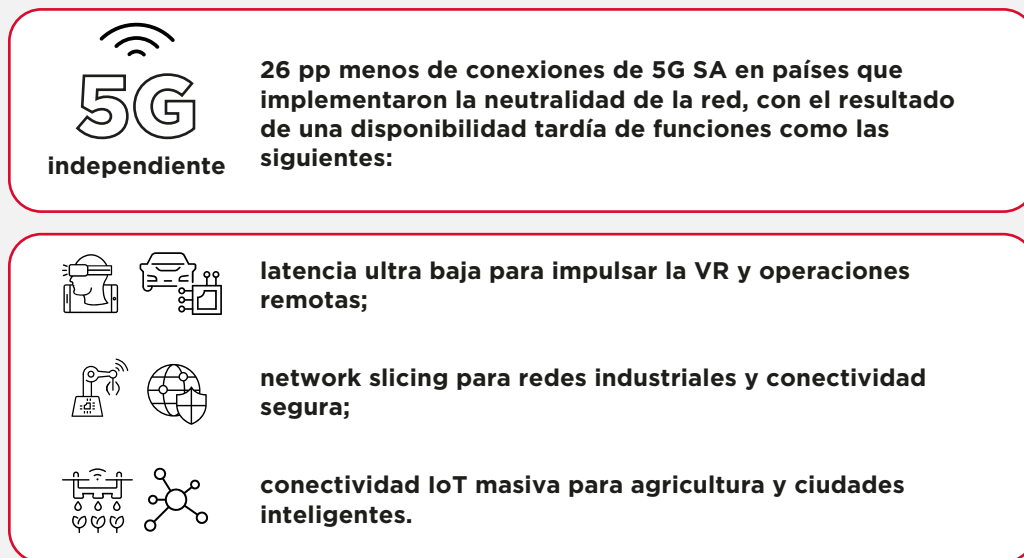 5G
independiente
26 pp menos de conexiones de 5G SA en países que
implementaron la neutralidad de la red, con el resultado
de una disponibilidad tardía de funciones como las
siguientes:
latencia ultra baja para impulsar la VR y operaciones
remotas;
network slicing para redes industriales y conectividad
segura;
conectividad IoT masiva para agricultura y ciudades
inteligentes.